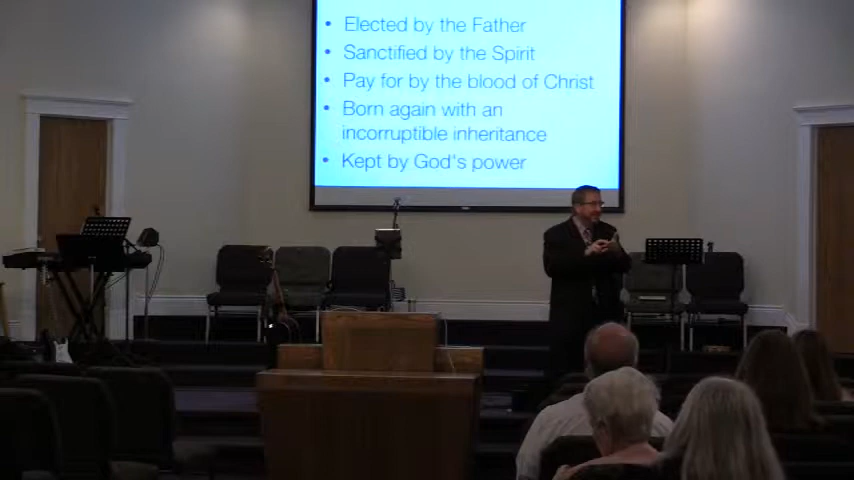 • Elected by the Father
• Sanctified by the Spirit
• Pay for by the blood of Christ
• Born again with an
incorruptible inheritance
• Kept by God's power